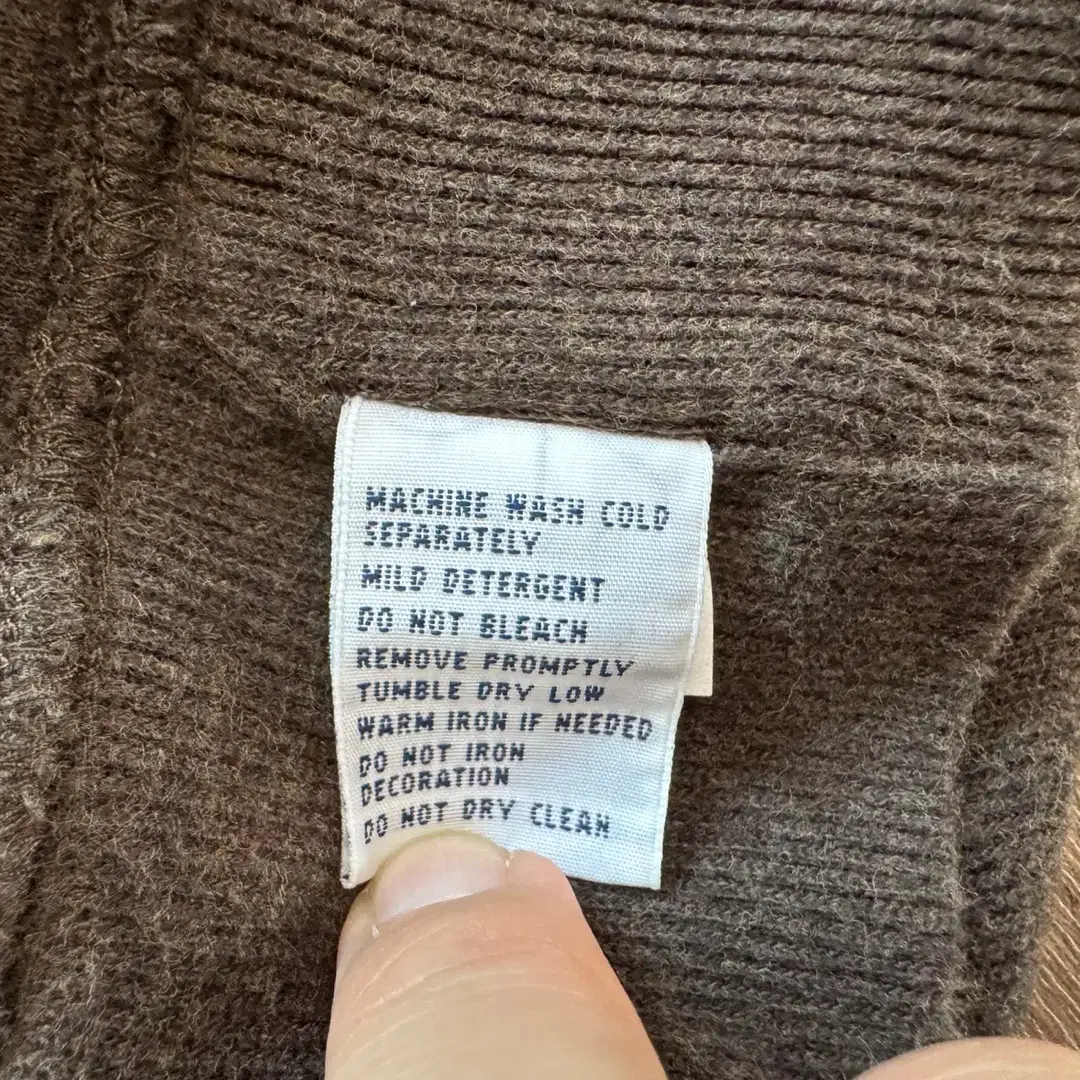 MACHINE WASH COLD
SEPARATELY
MILD DETERGENT
DO NOT BLEACH
REMOVE PROMPTLY
TUMBLE DRY LOW
WARM IRON IF NEEDED
DO NOT IRON
DECORATION
DO NOT DRY CLEAN